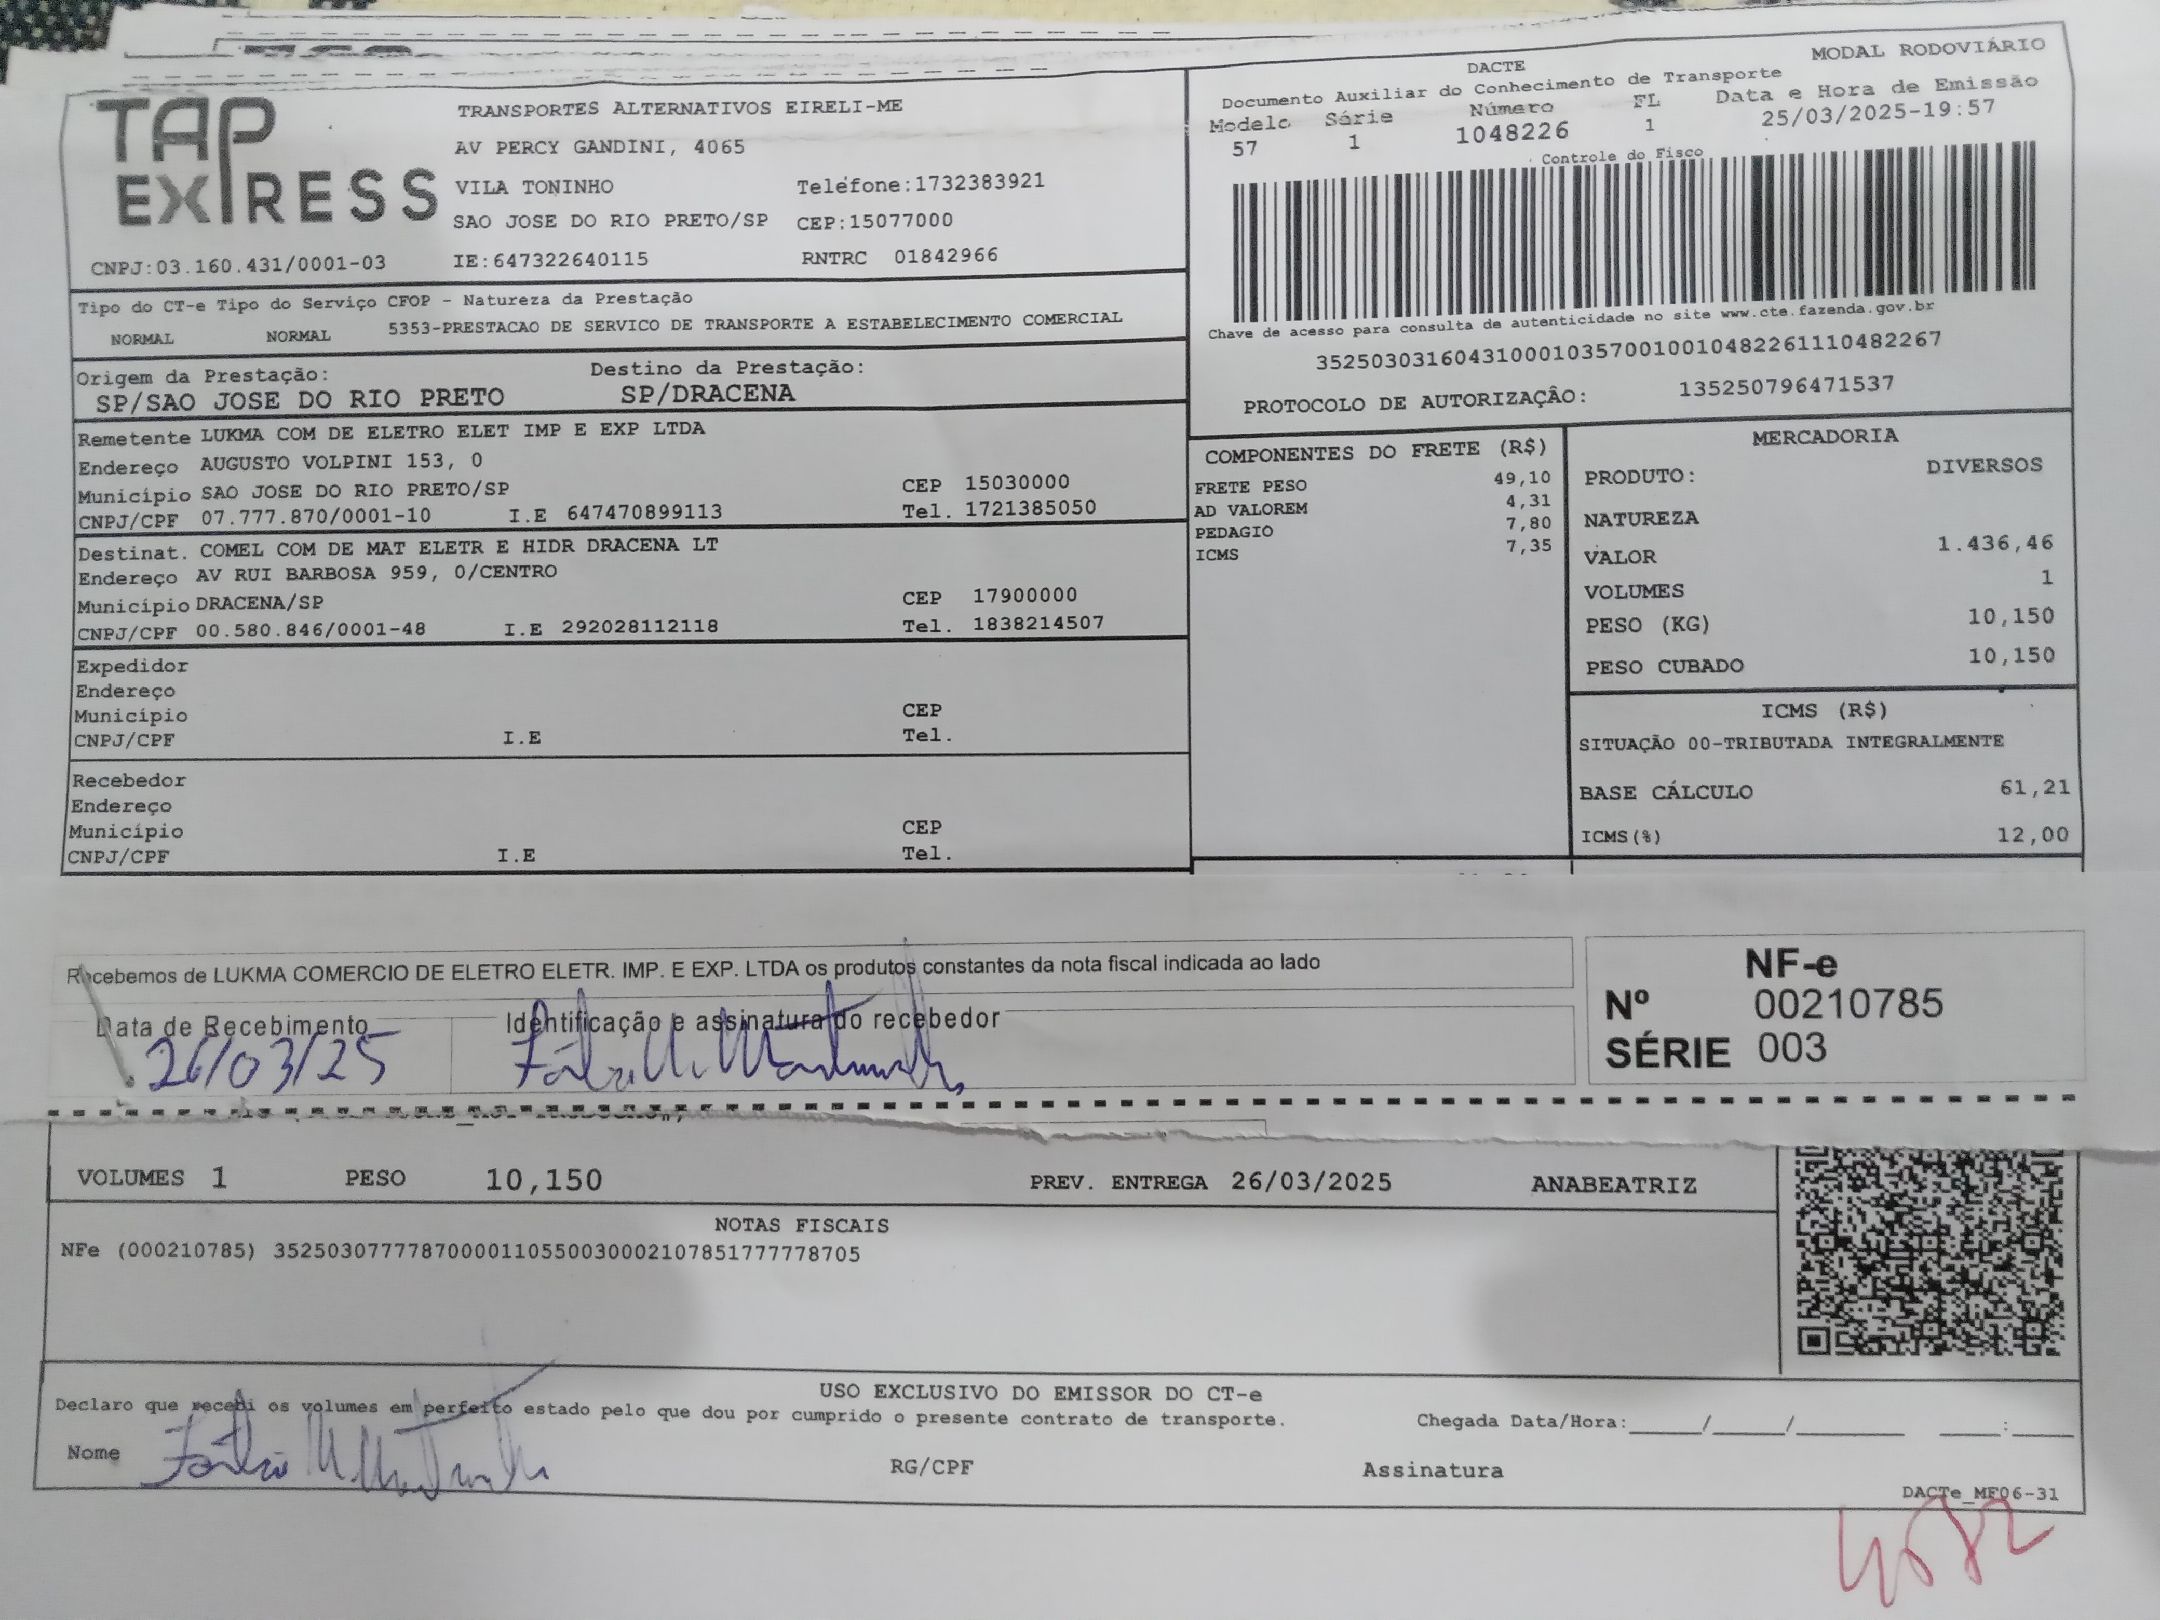 TAP
EXPRESS
CNPJ:03.160.431/0001-03
TRANSPORTES ALTERNATIVOS EIRELI-ME
AV PERCY GANDINI, 4065
VILA TONINHO Telefone:1732383921
SAO JOSE DO RIO PRETO/SP CEP:15077000
IE:647322640115 RNTRC 01842966
DACTE MODAL RODOVIÁRIO
Documento Auxiliar do Conhecimento de Transporte
Modelo Série Número FL Data e Hora de Emissão
57 1 1048226 1 25/03/2025-19:57
Controle do Fisco
Chave de acesso para consulta de autenticidade no site www.cte.fazenda.gov.br
35250303160431000103570010010482261110482267
PROTOCOLO DE AUTORIZAÇÂO: 135250796471537
Tipo do CT-e Tipo do Serviço CFOP - Natureza da Prestação
NORMAL NORMAL 5353-PRESTACAO DE SERVICO DE TRANSPORTE A ESTABELECIMENTO COMERCIAL
Origem da Prestação: Destino da Prestação:
SP/SAO JOSE DO RIO PRETO SP/DRACENA
Remetente LUKMA COM DE ELETRO ELET IMP E EXP LTDA
Endereço AUGUSTO VOLPINI 153, 0
Município SAO JOSE DO RIO PRETO/SP CEP 15030000
CNPJ/CPF 07.777.870/0001-10 I.E 647470899113 Tel. 1721385050
Destinat. COMEL COM DE MAT ELETR E HIDR DRACENA LT
Endereço AV RUI BARBOSA 959, 0/CENTRO
Município DRACENA/SP CEP 17900000
CNPJ/CPF 00.580.846/0001-48 I.E 292028112118 Tel. 1838214507
Expedidor
Endereço
Município CEP
CNPJ/CPF I.E Tel.
Recebedor
Endereço
Município CEP
CNPJ/CPF I.E Tel.
COMPONENTES DO FRETE (R$)
FRETE PESO 49,10
AD VALOREM 4,31
PEDAGIO 7,80
ICMS 7,35
MERCADORIA
PRODUTO: DIVERSOS
NATUREZA
VALOR 1.436,46
VOLUMES 1
PESO (KG) 10,150
PESO CUBADO 10,150
ICMS (R$)
SITUAÇÃO 00-TRIBUTADA INTEGRALMENTE
BASE CÁLCULO 61,21
ICMS(%) 12,00
Recebemos de LUKMA COMERCIO DE ELETRO ELETR. IMP. E EXP. LTDA os produtos constantes da nota fiscal indicada ao lado
Data de Recebimento Identificação e assinatura do recebedor
26/03/25
NF-e
Nº 00210785
SÉRIE 003
VOLUMES 1 PESO 10,150 PREV. ENTREGA 26/03/2025 ANABEATRIZ
NOTAS FISCAIS
NFe (000210785) 35250307777870000110550030002107851777778705
USO EXCLUSIVO DO EMISSOR DO CT-e
Declaro que recebi os volumes em perfeito estado pelo que dou por cumprido o presente contrato de transporte. Chegada Data/Hora:_____/_____/________ _____:_____
Nome RG/CPF Assinatura
DACTe_MF06-31